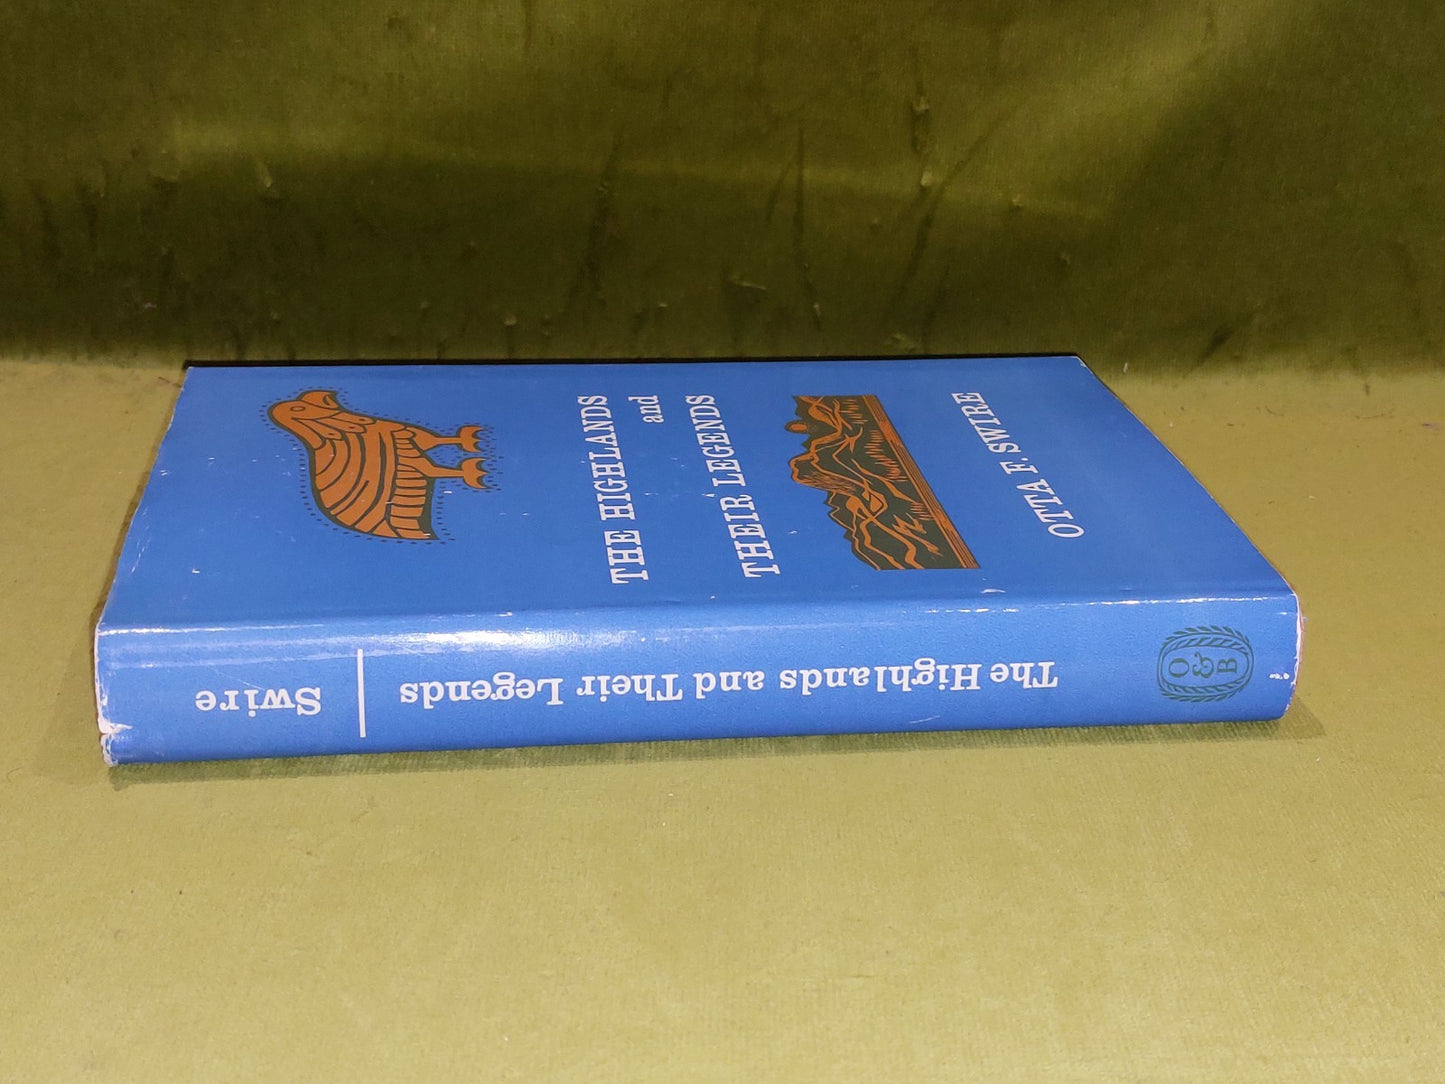 THE HIGHLANDS
and
THEIR LEGENDS
OTTA F. SWIRE
Swire
The Highlands and Their Legends
O
&
B